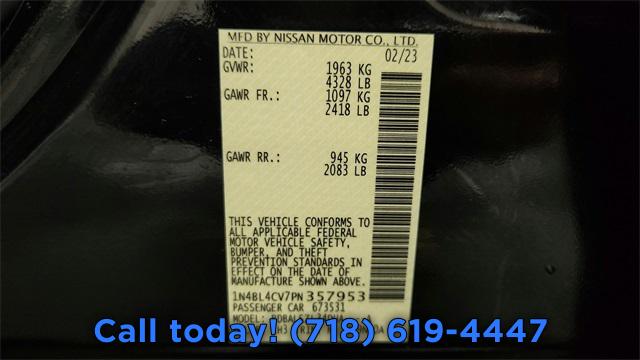 MFD BY NISSAN MOTOR CO., LTD.
DATE: 02/23
GVWR: 1963 KG
4328 LB
GAWR FR.: 1097 KG
2418 LB
GAWR RR.: 945 KG
2083 LB
THIS VEHICLE CONFORMS TO
ALL APPLICABLE FEDERAL
MOTOR VEHICLE SAFETY,
BUMPER, AND THEFT
PREVENTION STANDARDS IN
EFFECT ON THE DATE OF
MANUFACTURE SHOWN ABOVE.
1N4BL4CV7PN357953
PASSENGER CAR 673531
MODEL:
Call today! (718) 619-4447